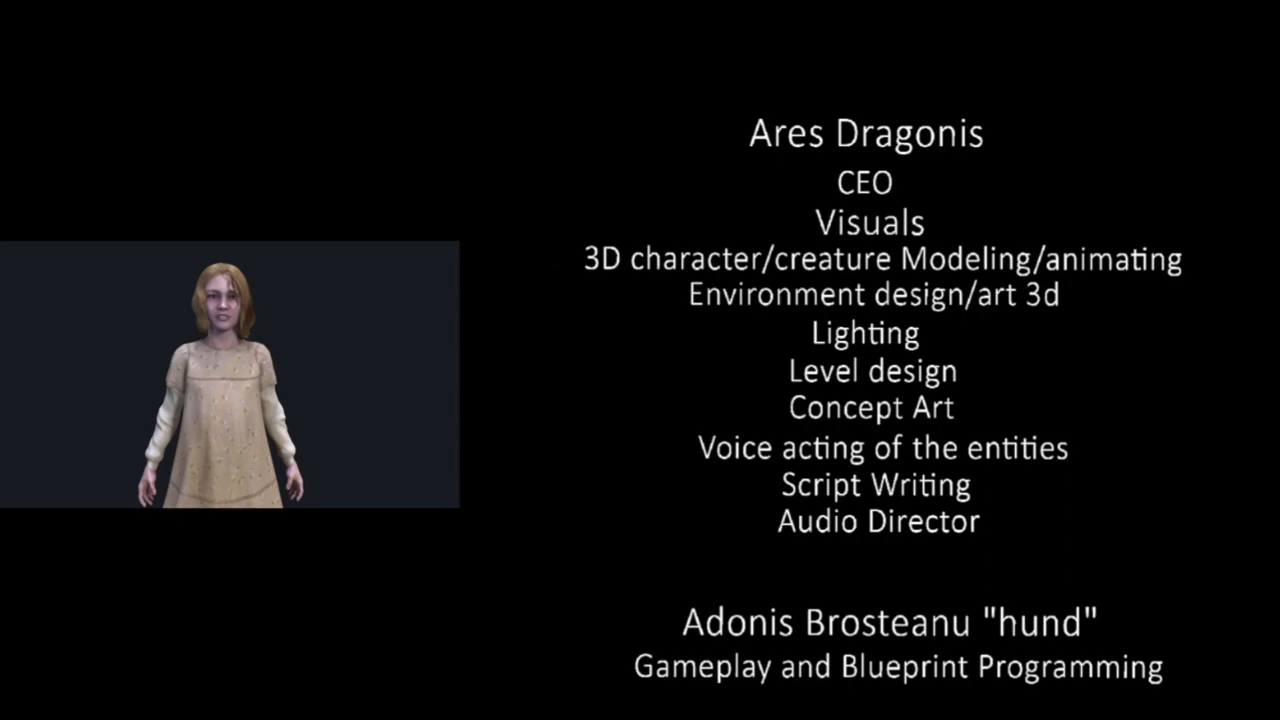 Ares Dragonis
CEO
Visuals
3D character/creature Modeling/animating
Environment design/art 3d
Lighting
Level design
Concept Art
Voice acting of the entities
Script Writing
Audio Director
Adonis Brosteanu "hund"
Gameplay and Blueprint Programming